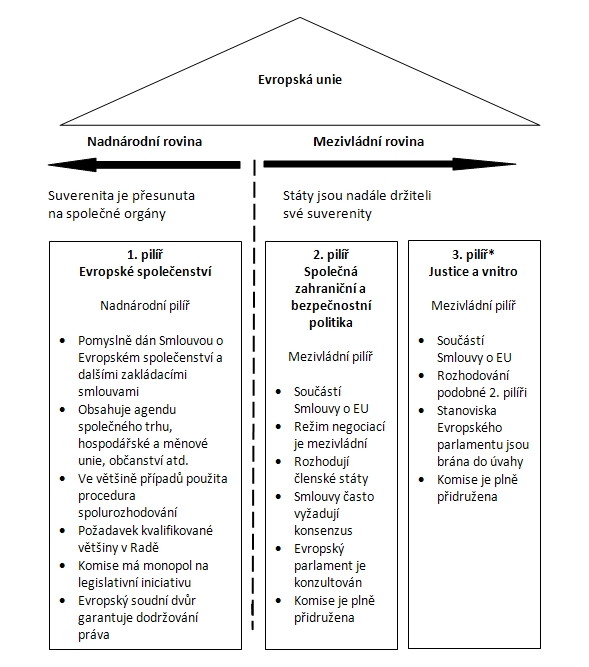 Evropská unie
Nadnárodní rovina
Mezivládní rovina
Suverenita je přesunuta
na společné orgány
Státy jsou nadále držiteli
své suverenity
1. pilíř
Evropské společenství
Nadnárodní pilíř
• Pomyslně dán Smlouvou o
Evropském společenství a
dalšími zakládacími
smlouvami
• Obsahuje agendu
společného trhu,
hospodářské a měnové
unie, občanství atd.
• Ve většině případů použita
procedura
spolurozhodování
• Požadavek kvalifikované
většiny v Radě
• Komise má monopol na
legislativní iniciativu
• Evropský soudní dvůr
garantuje dodržování
práva
2. pilíř
Společná
zahraniční a
bezpečnostní
politika
Mezivládní pilíř
• Součástí
Smlouvy o EU
• Režim negociací
je mezivládní
• Rozhodují
členské státy
• Smlouvy často
vyžadují
konsenzus
• Evropský
parlament je
konzultován
• Komise je plně
přidružena
3. pilíř*
Justice a vnitro
Mezivládní pilíř
• Součástí
Smlouvy o EU
• Rozhodování
podobné 2. pilíři
• Stanoviska
Evropského
parlamentu jsou
brána do úvahy
• Komise je plně
přidružena